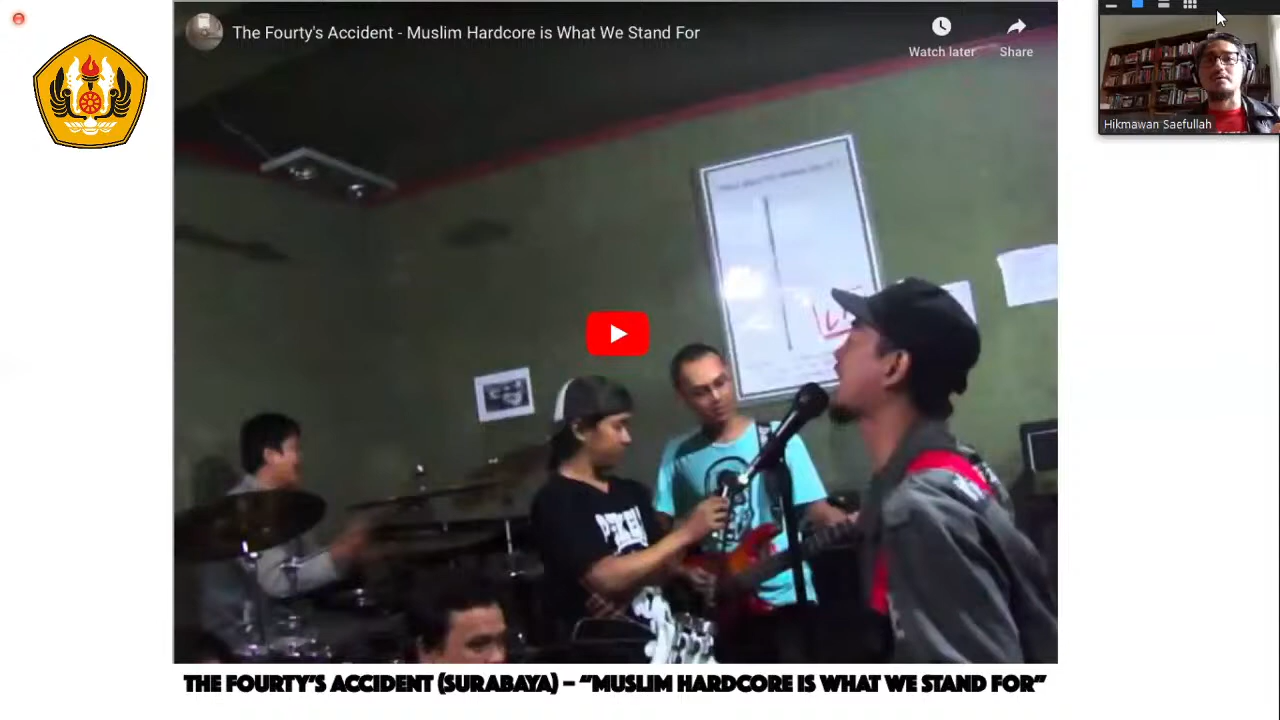 The Fourty's Accident - Muslim Hardcore is What We Stand For
Watch later
Share
Hikmawan Saefullah
THE FOURTY'S ACCIDENT (SURABAYA) – “MUSLIM HARDCORE IS WHAT WE STAND FOR”